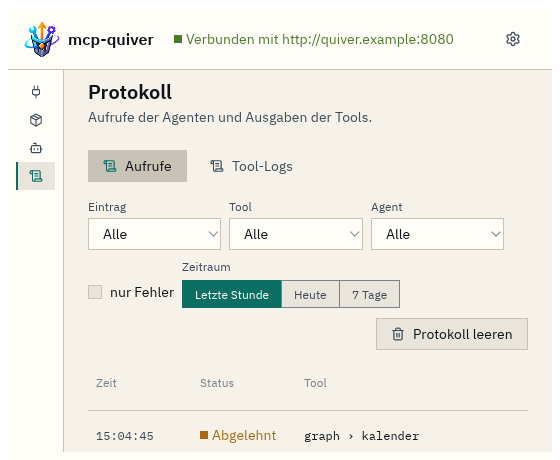 mcp-quiver
Verbunden mit http://quiver.example:8080
Protokoll
Aufrufe der Agenten und Ausgaben der Tools.
Aufrufe Tool-Logs
Eintrag Tool Agent
Alle Alle Alle
Zeitraum
nur Fehler Letzte Stunde Heute 7 Tage
Protokoll leeren
Zeit Status Tool
15:04:45 Abgelehnt graph › kalender